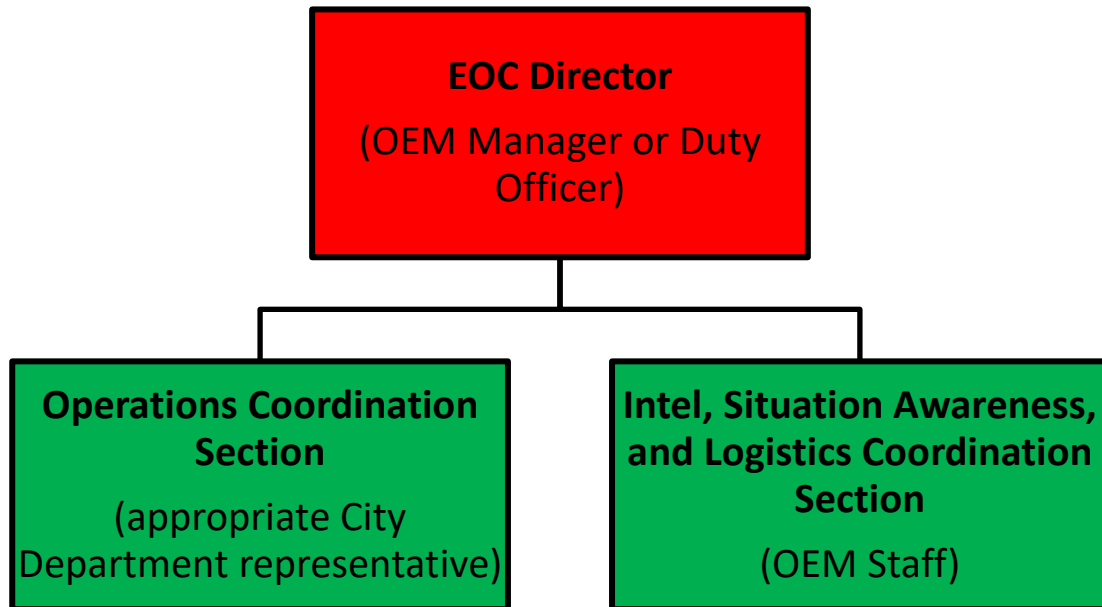 EOC Director
(OEM Manager or Duty
Officer)
Operations Coordination
Section
(appropriate City
Department representative)
Intel, Situation Awareness,
and Logistics Coordination
Section
(OEM Staff)